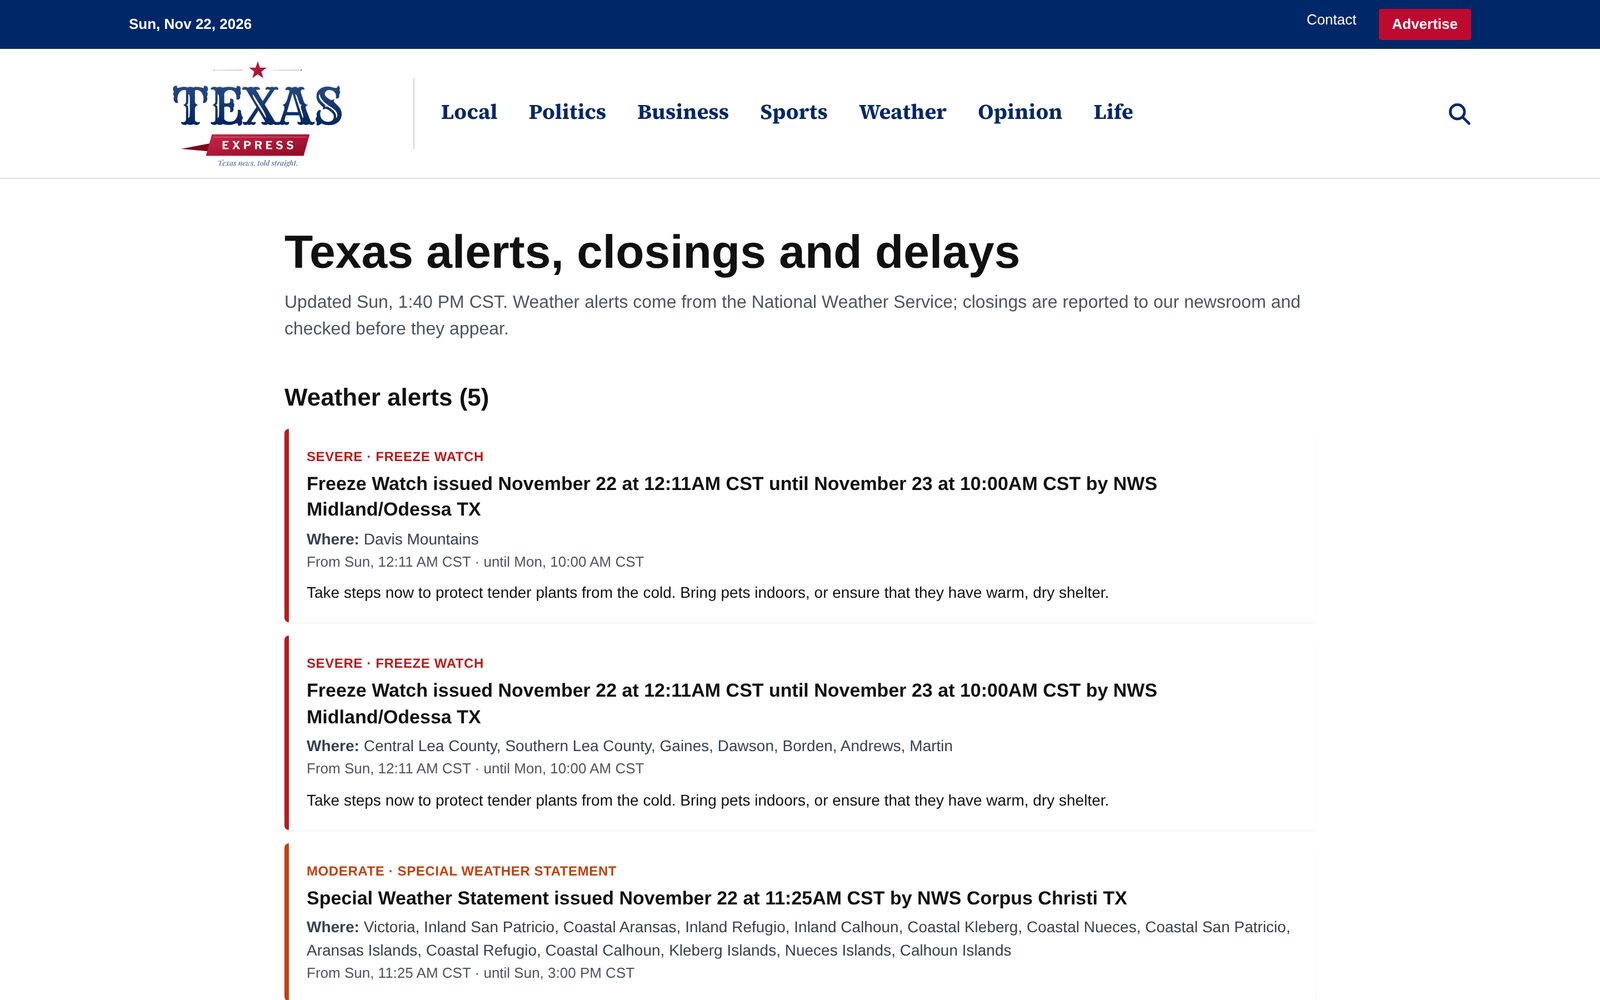 Sun, Nov 22, 2026
Contact
Advertise
TEXAS
EXPRESS
Texas news, told straight.
Local
Politics
Business
Sports
Weather
Opinion
Life
Texas alerts, closings and delays
Updated Sun, 1:40 PM CST. Weather alerts come from the National Weather Service; closings are reported to our newsroom and
checked before they appear.
Weather alerts (5)
SEVERE · FREEZE WATCH
Freeze Watch issued November 22 at 12:11AM CST until November 23 at 10:00AM CST by NWS
Midland/Odessa TX
Where: Davis Mountains
From Sun, 12:11 AM CST · until Mon, 10:00 AM CST
Take steps now to protect tender plants from the cold. Bring pets indoors, or ensure that they have warm, dry shelter.
SEVERE · FREEZE WATCH
Freeze Watch issued November 22 at 12:11AM CST until November 23 at 10:00AM CST by NWS
Midland/Odessa TX
Where: Central Lea County, Southern Lea County, Gaines, Dawson, Borden, Andrews, Martin
From Sun, 12:11 AM CST · until Mon, 10:00 AM CST
Take steps now to protect tender plants from the cold. Bring pets indoors, or ensure that they have warm, dry shelter.
MODERATE · SPECIAL WEATHER STATEMENT
Special Weather Statement issued November 22 at 11:25AM CST by NWS Corpus Christi TX
Where: Victoria, Inland San Patricio, Coastal Aransas, Inland Refugio, Inland Calhoun, Coastal Kleberg, Coastal Nueces, Coastal San Patricio,
Aransas Islands, Coastal Refugio, Coastal Calhoun, Kleberg Islands, Nueces Islands, Calhoun Islands
From Sun, 11:25 AM CST · until Sun, 3:00 PM CST